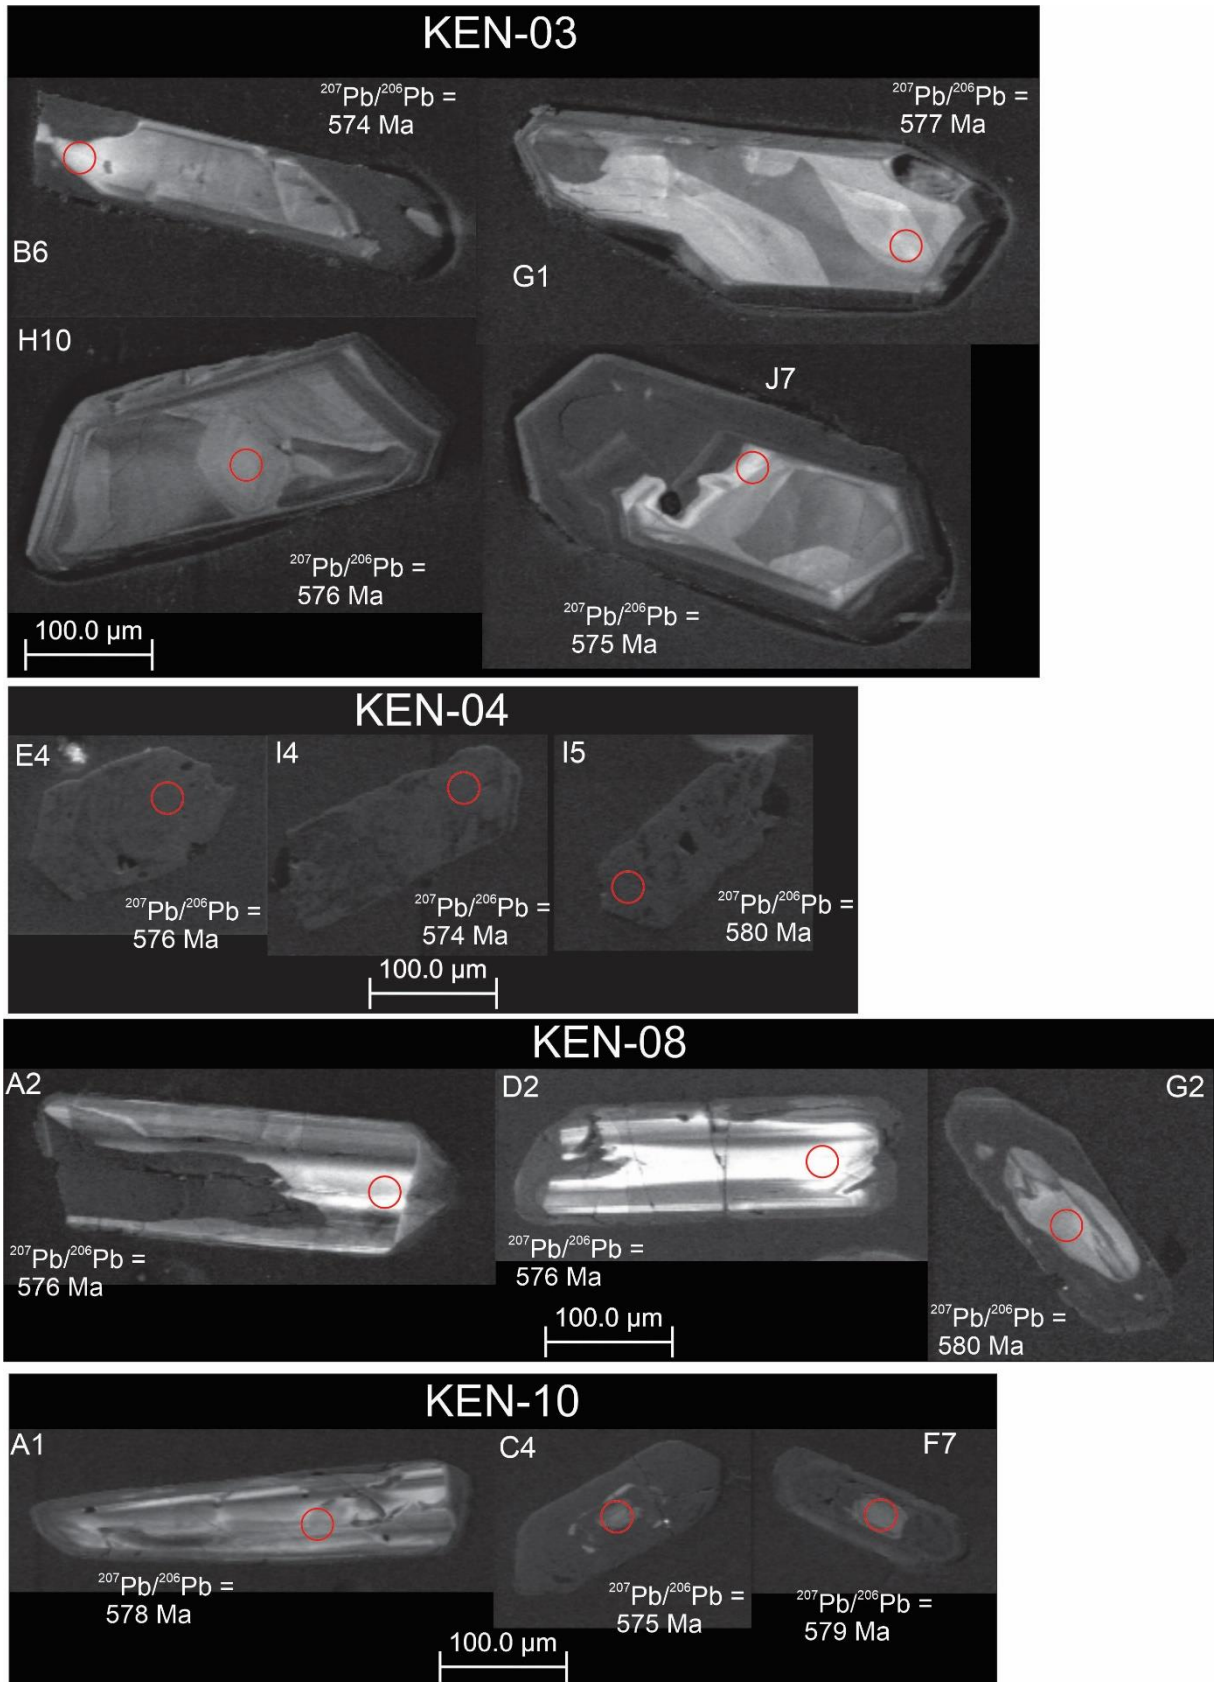 KEN-03
²⁰⁷Pb/²⁰⁶Pb =
574 Ma
B6
²⁰⁷Pb/²⁰⁶Pb =
577 Ma
G1
H10
²⁰⁷Pb/²⁰⁶Pb =
576 Ma
100.0 µm
J7
²⁰⁷Pb/²⁰⁶Pb =
575 Ma
KEN-04
E4
²⁰⁷Pb/²⁰⁶Pb =
576 Ma
I4
²⁰⁷Pb/²⁰⁶Pb =
574 Ma
I5
²⁰⁷Pb/²⁰⁶Pb =
580 Ma
100.0 µm
KEN-08
A2
²⁰⁷Pb/²⁰⁶Pb =
576 Ma
D2
²⁰⁷Pb/²⁰⁶Pb =
576 Ma
G2
²⁰⁷Pb/²⁰⁶Pb =
580 Ma
100.0 µm
KEN-10
A1
²⁰⁷Pb/²⁰⁶Pb =
578 Ma
C4
²⁰⁷Pb/²⁰⁶Pb =
575 Ma
F7
²⁰⁷Pb/²⁰⁶Pb =
579 Ma
100.0 µm